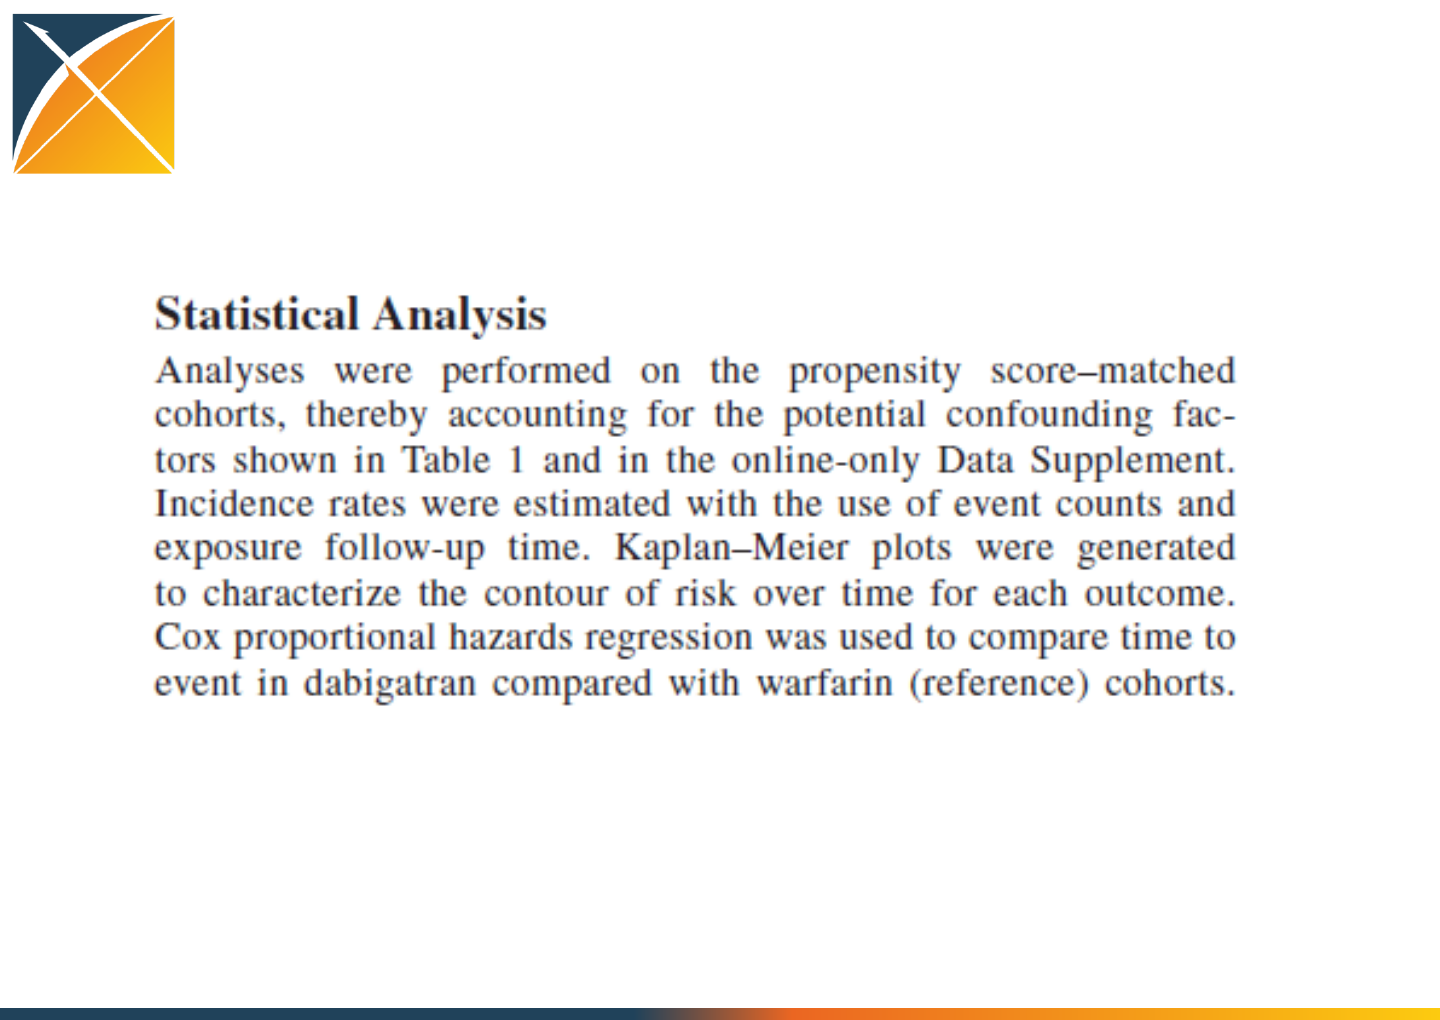 Statistical Analysis
Analyses were performed on the propensity score–matched
cohorts, thereby accounting for the potential confounding fac-
tors shown in Table 1 and in the online-only Data Supplement.
Incidence rates were estimated with the use of event counts and
exposure follow-up time. Kaplan–Meier plots were generated
to characterize the contour of risk over time for each outcome.
Cox proportional hazards regression was used to compare time to
event in dabigatran compared with warfarin (reference) cohorts.